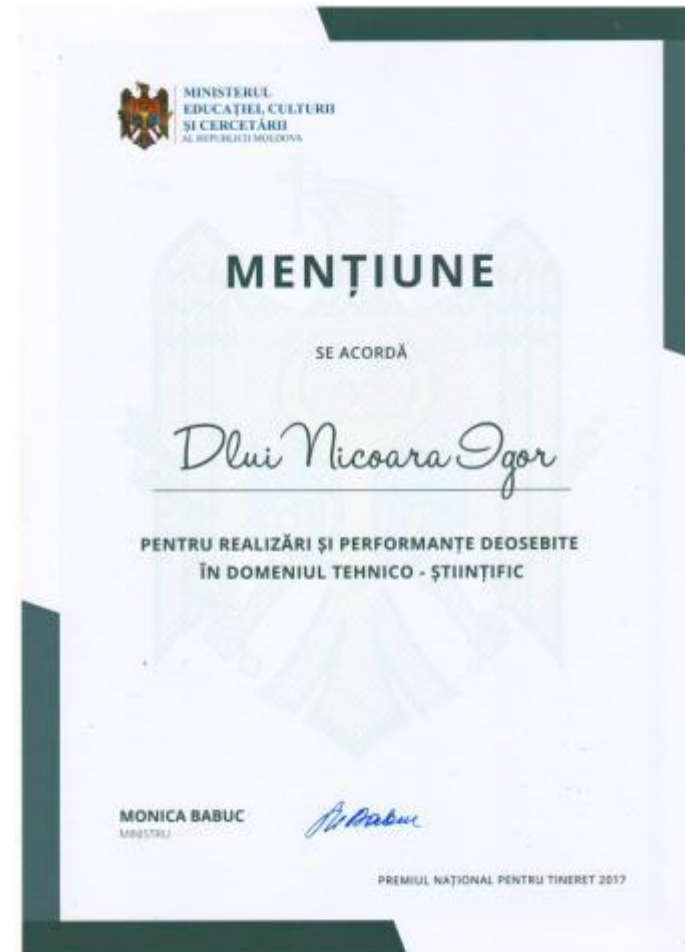 MINISTERUL
EDUCAȚIEI, CULTURII
ȘI CERCETĂRII
AL REPUBLICII MOLDOVA
MENȚIUNE
SE ACORDĂ
Dlui Nicoara Igor
PENTRU REALIZĂRI ȘI PERFORMANȚE DEOSEBITE
ÎN DOMENIUL TEHNICO - ȘTIINȚIFIC
MONICA BABUC
MINISTRU
PREMIUL NAȚIONAL PENTRU TINERET 2017